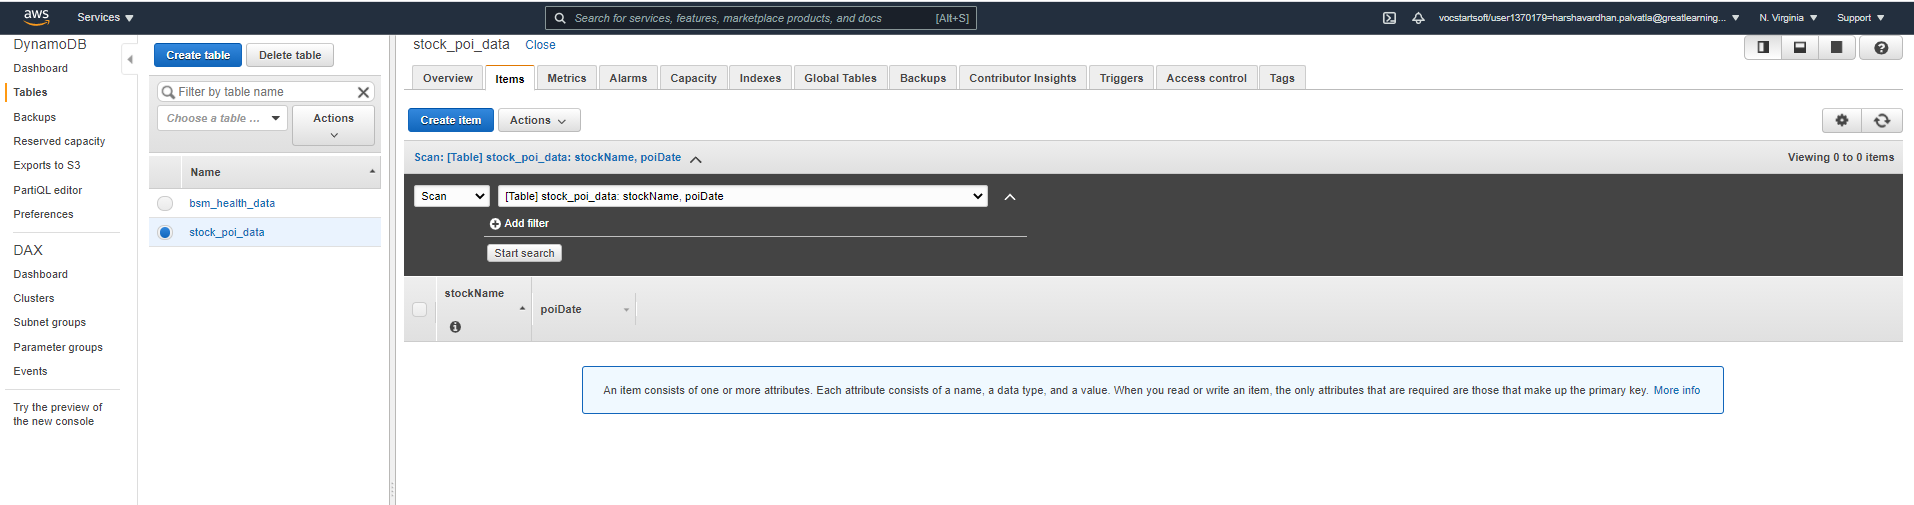 aws
Services
Search for services, features, marketplace products, and docs
[Alt+S]
vocstartsoft/user1370179=harshavardhan.palvatla@greatlearning...
N. Virginia
Support
DynamoDB
Dashboard
Tables
Backups
Reserved capacity
Exports to S3
PartiQL editor
Preferences
DAX
Dashboard
Clusters
Subnet groups
Parameter groups
Events
Try the preview of
the new console
Create table
Delete table
Filter by table name
Choose a table ...
Actions
Name
bsm_health_data
stock_poi_data
stock_poi_data
Close
Overview
Items
Metrics
Alarms
Capacity
Indexes
Global Tables
Backups
Contributor Insights
Triggers
Access control
Tags
Create item
Actions
Scan: [Table] stock_poi_data: stockName, poiDate
Viewing 0 to 0 items
Scan
[Table] stock_poi_data: stockName, poiDate
Add filter
Start search
stockName
poiDate
An item consists of one or more attributes. Each attribute consists of a name, a data type, and a value. When you read or write an item, the only attributes that are required are those that make up the primary key. More info